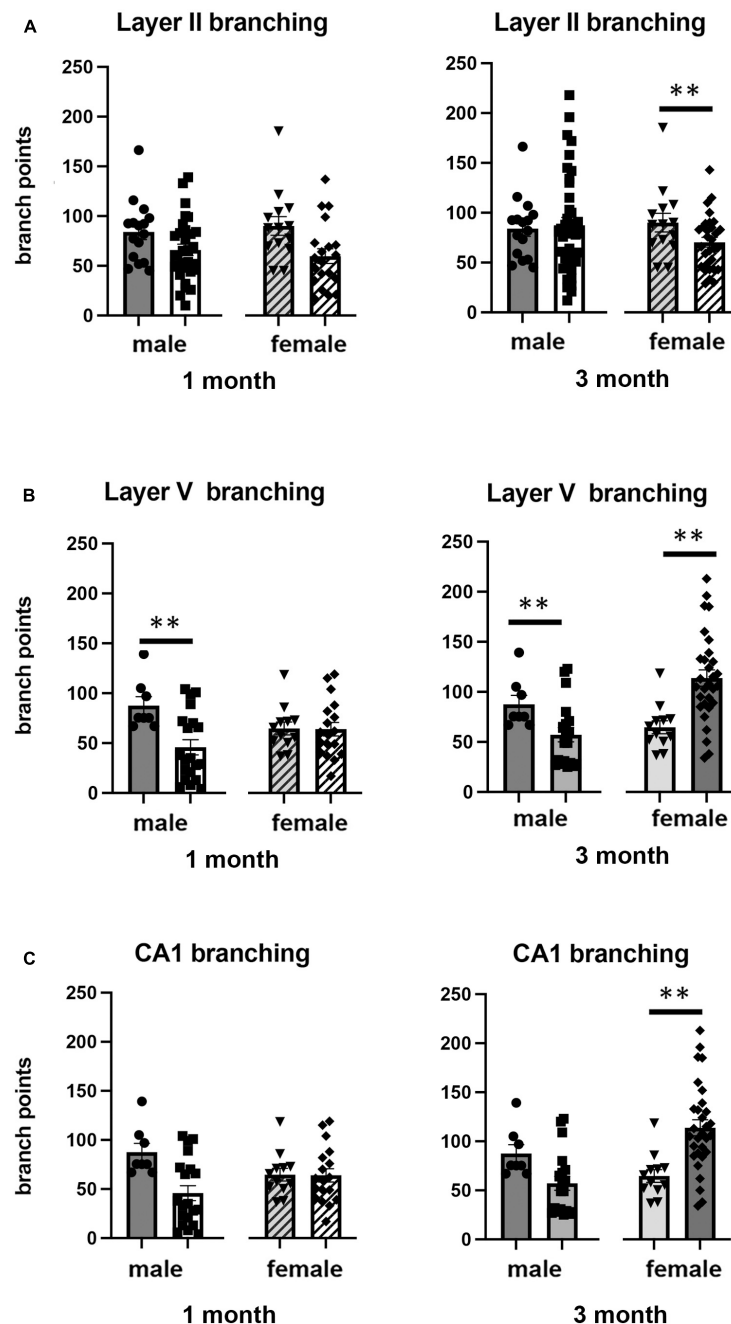 A
Layer II branching
Layer II branching
branch points
250
200
150
100
50
0
male
female
1 month
250
200
150
100
50
0
**
male
female
3 month
B
Layer V branching
Layer V branching
branch points
250
200
150
100
50
0
**
male
female
1 month
250
200
150
100
50
0
**
**
male
female
3 month
C
CA1 branching
CA1 branching
branch points
250
200
150
100
50
0
male
female
1 month
250
200
150
100
50
0
**
male
female
3 month